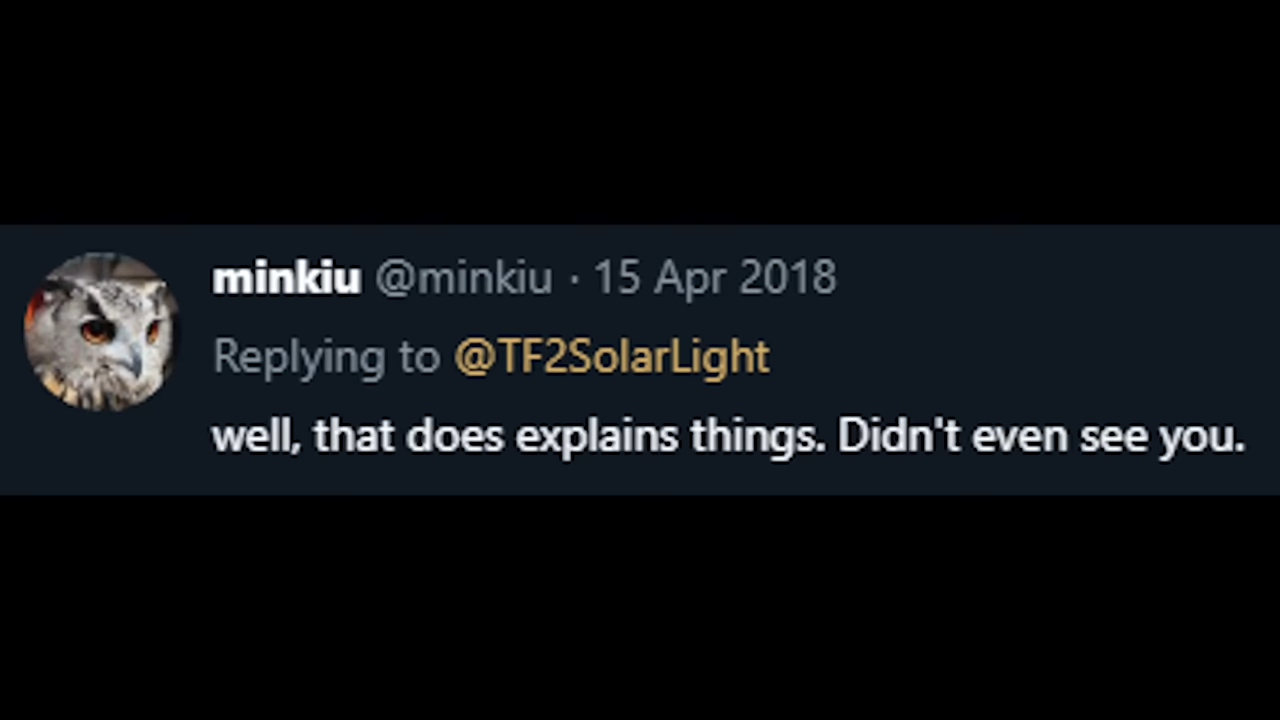 minkiu @minkiu · 15 Apr 2018
Replying to @TF2SolarLight
well, that does explains things. Didn't even see you.